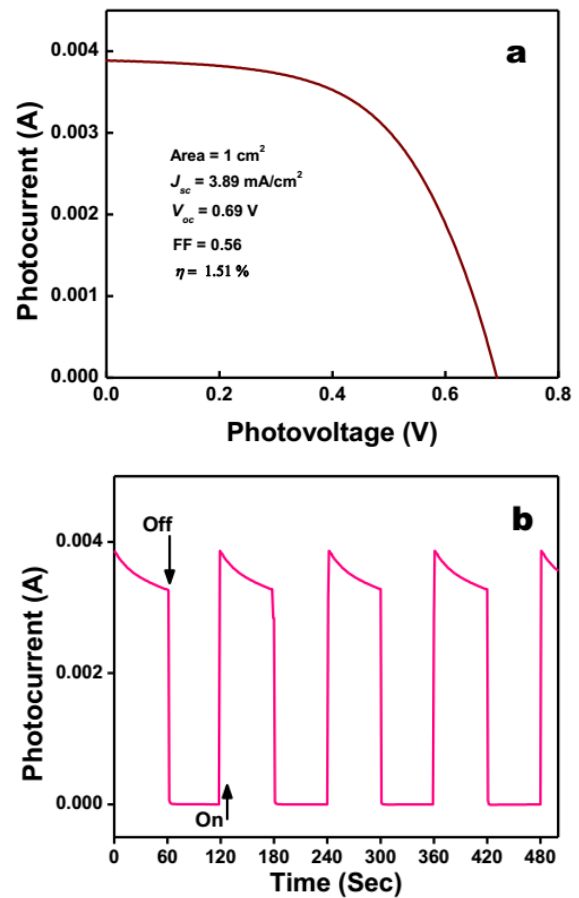 a
0.004
0.003
0.002
0.001
0.000
Photocurrent (A)
Area = 1 cm²
J_sc = 3.89 mA/cm²
V_oc = 0.69 V
FF = 0.56
η = 1.51 %
0.0 0.2 0.4 0.6 0.8
Photovoltage (V)
b
Off
0.004
0.002
0.000
Photocurrent (A)
On
0 60 120 180 240 300 360 420 480
Time (Sec)